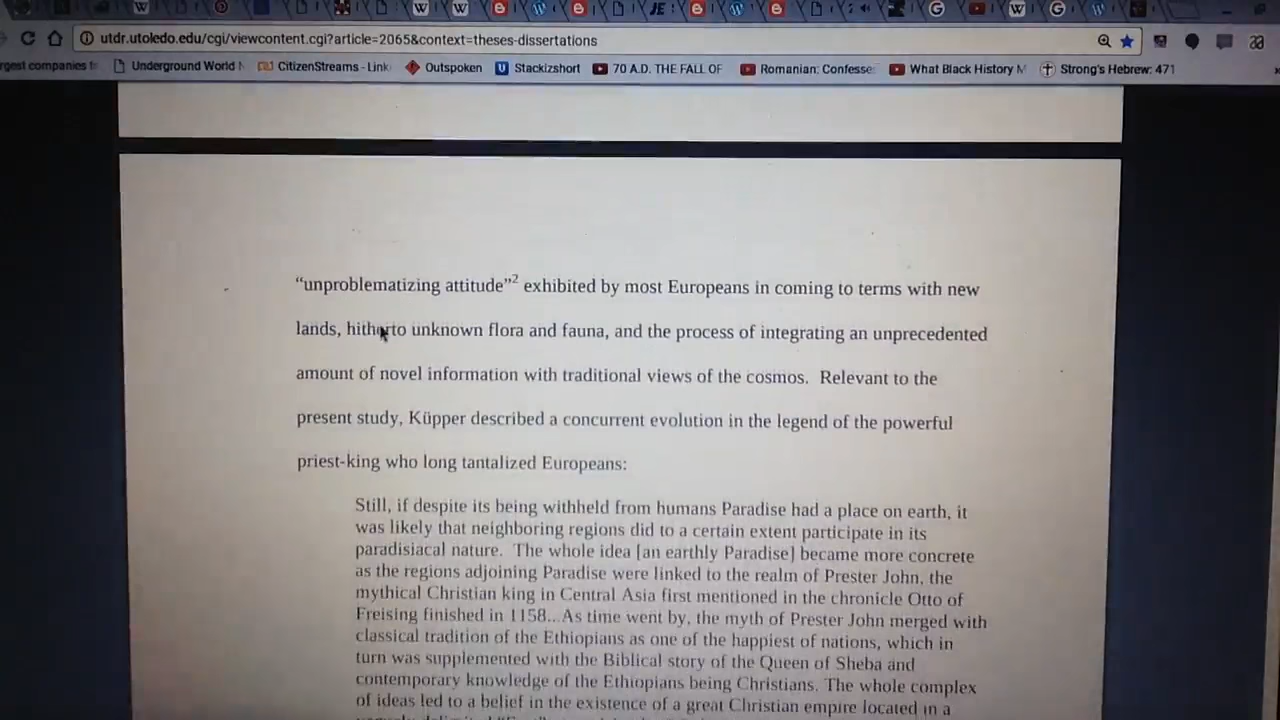 utdr.utoledo.edu/cgi/viewcontent.cgi?article=2065&context=theses-dissertations
rgest companies Underground World CitizenStreams - Link Outspoken Stackizshort 70 A.D. THE FALL OF Romanian: Confesse What Black History M Strong's Hebrew: 471
“unproblematizing attitude”2 exhibited by most Europeans in coming to terms with new
lands, hitherto unknown flora and fauna, and the process of integrating an unprecedented
amount of novel information with traditional views of the cosmos. Relevant to the
present study, Küpper described a concurrent evolution in the legend of the powerful
priest-king who long tantalized Europeans:
Still, if despite its being withheld from humans Paradise had a place on earth, it
was likely that neighboring regions did to a certain extent participate in its
paradisiacal nature. The whole idea [an earthly Paradise] became more concrete
as the regions adjoining Paradise were linked to the realm of Prester John, the
mythical Christian king in Central Asia first mentioned in the chronicle Otto of
Freising finished in 1158... As time went by, the myth of Prester John merged with
classical tradition of the Ethiopians as one of the happiest of nations, which in
turn was supplemented with the Biblical story of the Queen of Sheba and
contemporary knowledge of the Ethiopians being Christians. The whole complex
of ideas led to a belief in the existence of a great Christian empire located in a